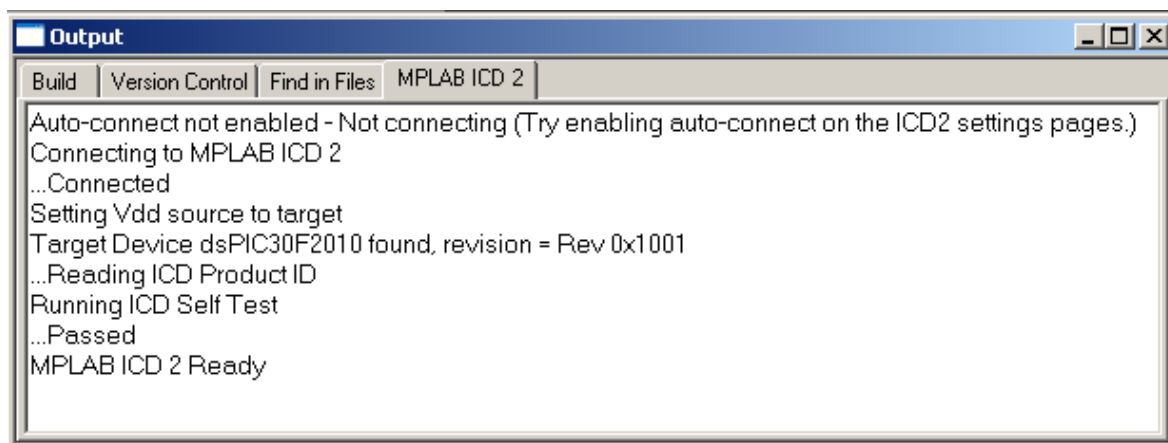 Output
Build Version Control Find in Files MPLAB ICD 2
Auto-connect not enabled - Not connecting (Try enabling auto-connect on the ICD2 settings pages.)
Connecting to MPLAB ICD 2
...Connected
Setting Vdd source to target
Target Device dsPIC30F2010 found, revision = Rev 0x1001
...Reading ICD Product ID
Running ICD Self Test
...Passed
MPLAB ICD 2 Ready